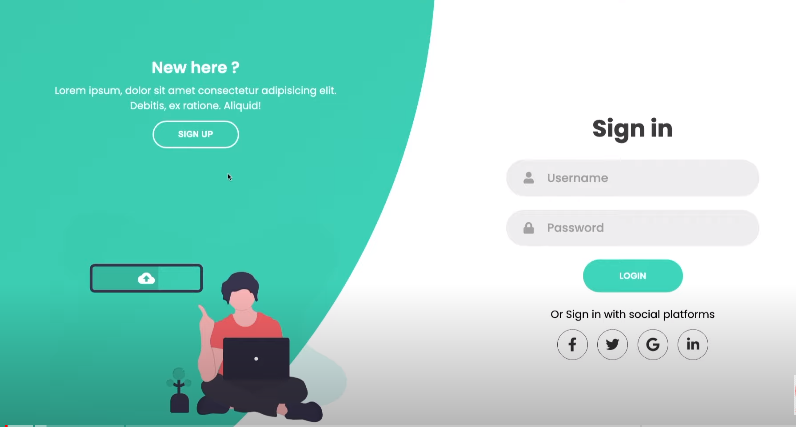 New here ?
Lorem ipsum, dolor sit amet consectetur adipisicing elit.
Debitis, ex ratione. Aliquid!
SIGN UP
Sign in
Username
Password
LOGIN
Or Sign in with social platforms